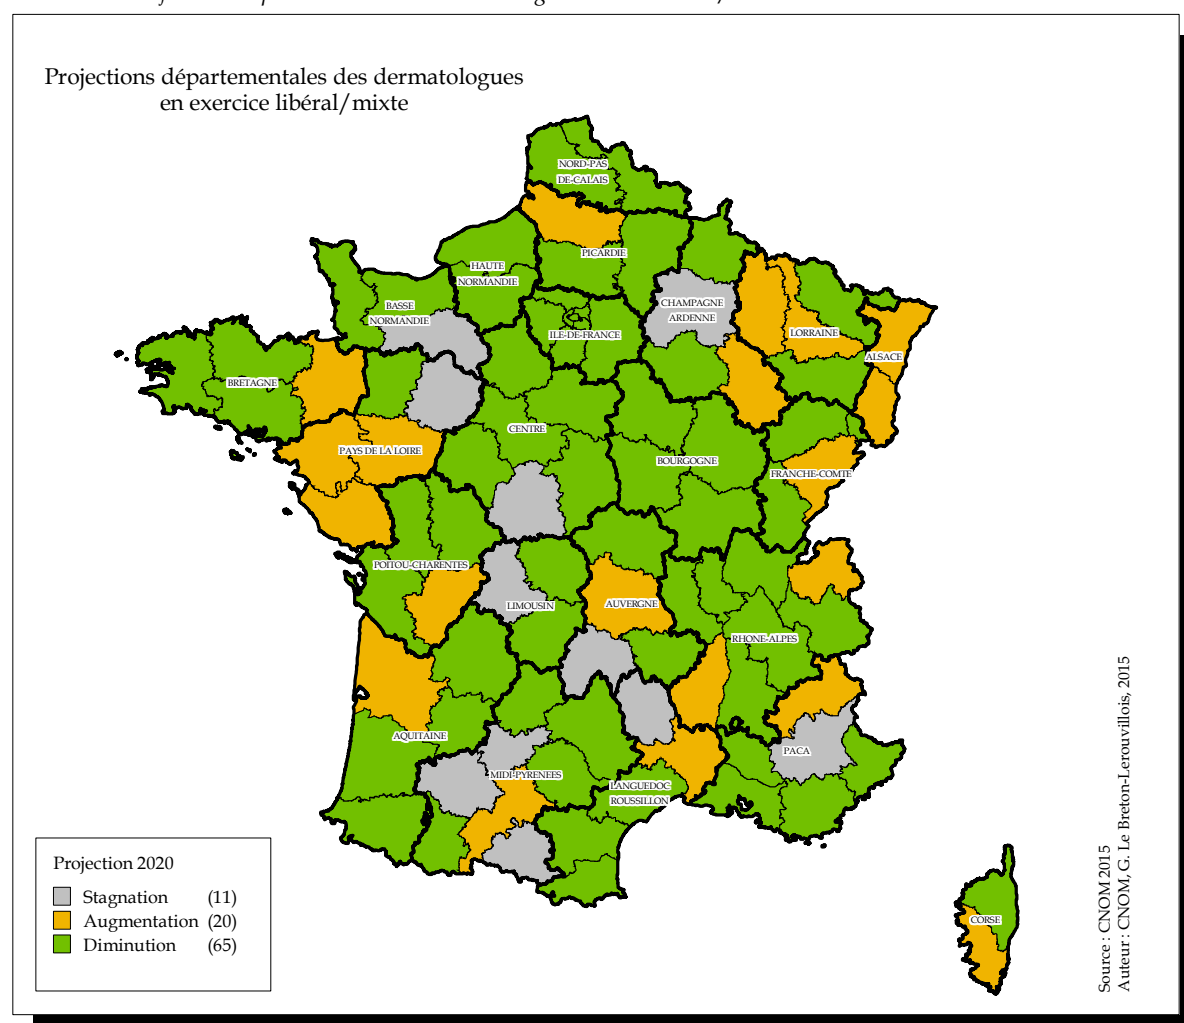 Projections départementales des dermatologues
en exercice libéral/mixte
NORD-PAS
DE-CALAIS
PICARDIE
HAUTE
NORMANDIE
BASSE
NORMANDIE
CHAMPAGNE
ARDENNE
ILE-DE-FRANCE
LORRAINE
ALSACE
BRETAGNE
PAYS DE LA LOIRE
CENTRE
BOURGOGNE
FRANCHE-COMTE
POITOU-CHARENTES
LIMOUSIN
AUVERGNE
RHONE-ALPES
AQUITAINE
MIDI-PYRENEES
LANGUEDOC
ROUSSILLON
PACA
CORSE
Projection 2020
Stagnation (11)
Augmentation (20)
Diminution (65)
Source : CNOM 2015
Auteur : CNOM, G. Le Breton-Lerouvillois, 2015